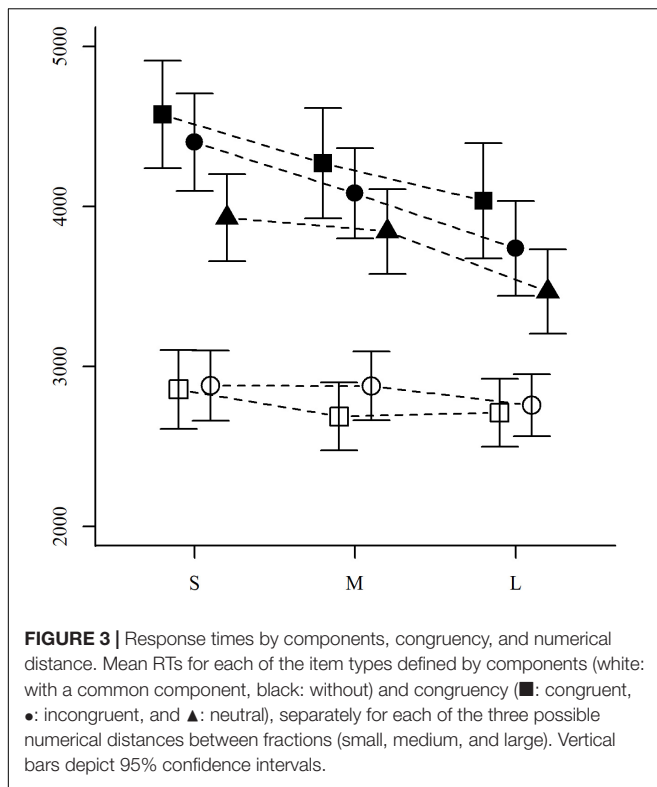 5000
4000
3000
2000
S M L
FIGURE 3 | Response times by components, congruency, and numerical
distance. Mean RTs for each of the item types defined by components (white:
with a common component, black: without) and congruency (■: congruent,
●: incongruent, and ▲: neutral), separately for each of the three possible
numerical distances between fractions (small, medium, and large). Vertical
bars depict 95% confidence intervals.